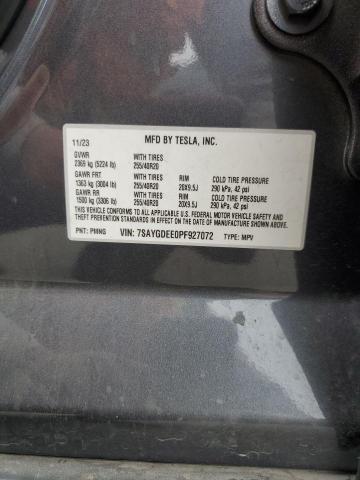 11/23 MFD BY TESLA, INC.
GVWR WITH TIRES
2369 kg (5224 lb) 255/40R20
GAWR FRT WITH TIRES RIM COLD TIRE PRESSURE
1363 kg (3004 lb) 255/40R20 20X9.5J 290 kPa, 42 psi
GAWR RR WITH TIRES RIM COLD TIRE PRESSURE
1500 kg (3306 lb) 255/40R20 20X9.5J 290 kPa, 42 psi
THIS VEHICLE CONFORMS TO ALL APPLICABLE U.S. FEDERAL MOTOR VEHICLE SAFETY AND
THEFT PREVENTION STANDARDS IN EFFECT ON THE DATE OF MANUFACTURE SHOWN ABOVE.
PNT: PMNG VIN: 7SAYGDEE0PF927072 TYPE: MPV